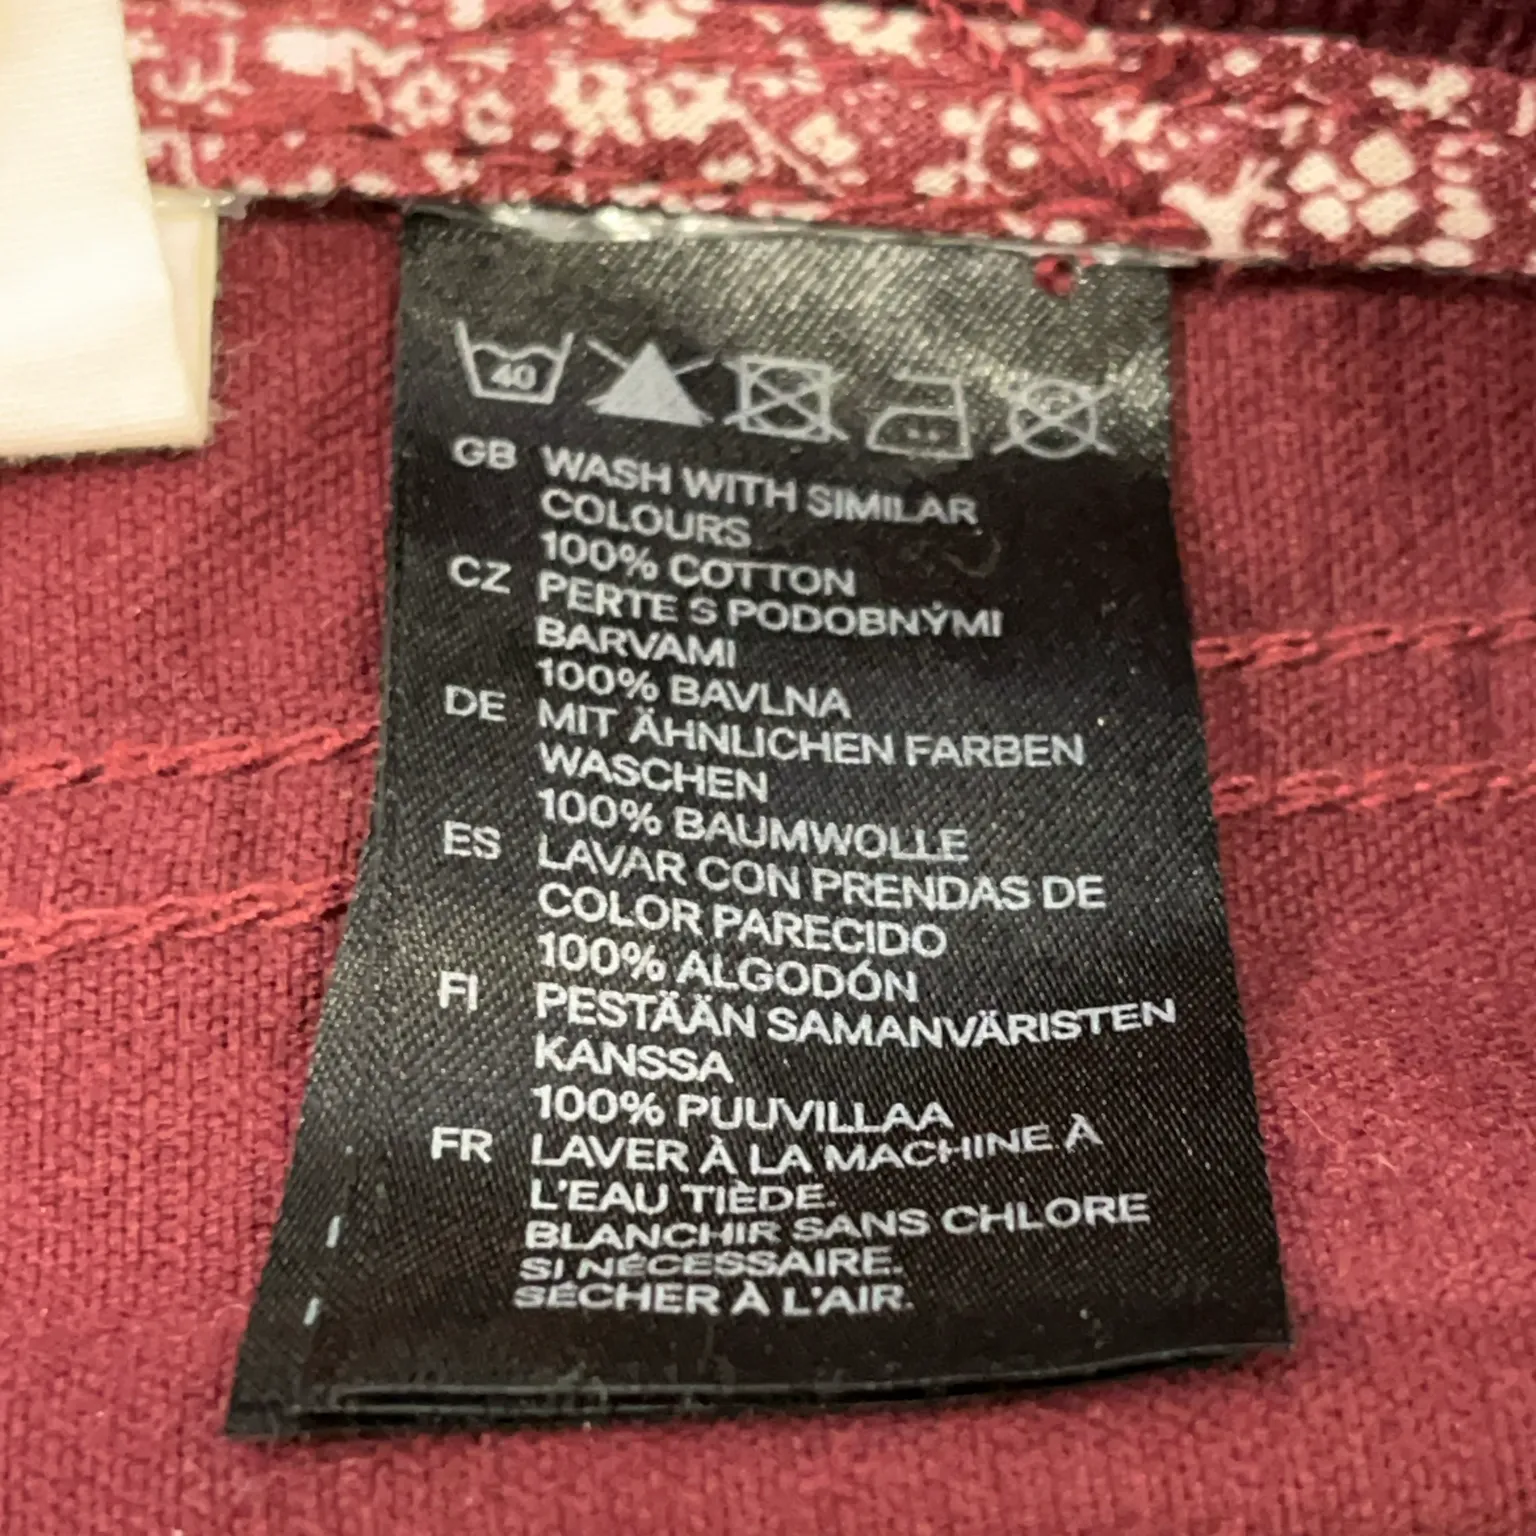 40
GB WASH WITH SIMILAR
COLOURS
100% COTTON
CZ PERTE S PODOBNÝMI
BARVAMI
100% BAVLNA
DE MIT ÄHNLICHEN FARBEN
WASCHEN
100% BAUMWOLLE
ES LAVAR CON PRENDAS DE
COLOR PARECIDO
100% ALGODÓN
FI PESTÄÄN SAMANVÄRISTEN
KANSSA
100% PUUVILLAA
FR LAVER À LA MACHINE À
L'EAU TIÈDE.
BLANCHIR SANS CHLORE
SI NÉCESSAIRE.
SÉCHER À L'AIR.